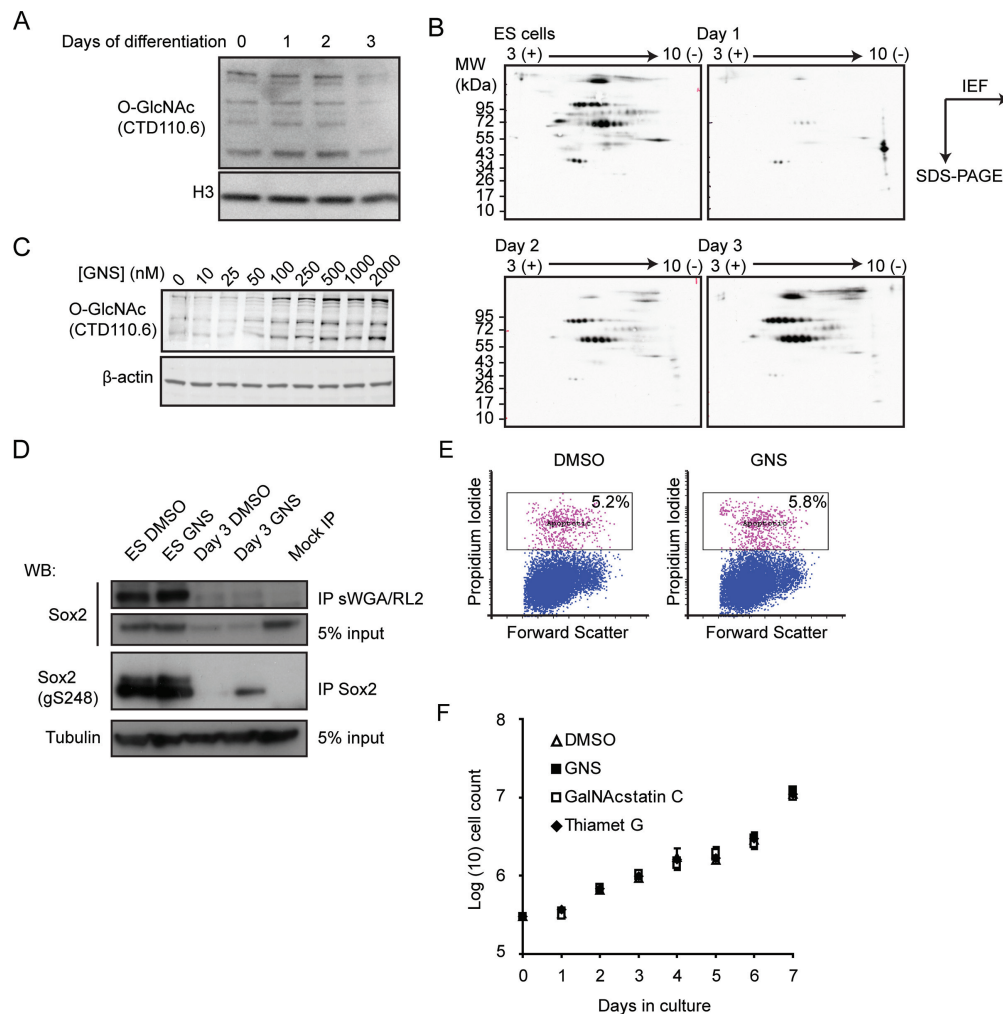 A
Days of differentiation 0 1 2 3
O-GlcNAc
(CTD110.6)
H3
B
ES cells
3 (+) 10 (-)
Day 1
3 (+) 10 (-)
MW
(kDa)
95
72
55
43
34
26
17
10
IEF
SDS-PAGE
Day 2
3 (+) 10 (-)
Day 3
3 (+) 10 (-)
95
72
55
43
34
26
17
10
C
[GNS] (nM) 0 10 25 50 100 250 500 1000 2000
O-GlcNAc
(CTD110.6)
β-actin
D
ES DMSO
ES GNS
Day 3 DMSO
Day 3 GNS
Mock IP
WB:
Sox2
IP sWGA/RL2
5% input
Sox2
(gS248)
IP Sox2
Tubulin
5% input
E
DMSO
GNS
5.2%
Apoptotic
5.8%
Apoptotic
Propidium Iodide
Propidium Iodide
Forward Scatter
Forward Scatter
F
8
7
6
5
Log (10) cell count
DMSO
GNS
GalNAcstatin C
Thiamet G
0 1 2 3 4 5 6 7
Days in culture